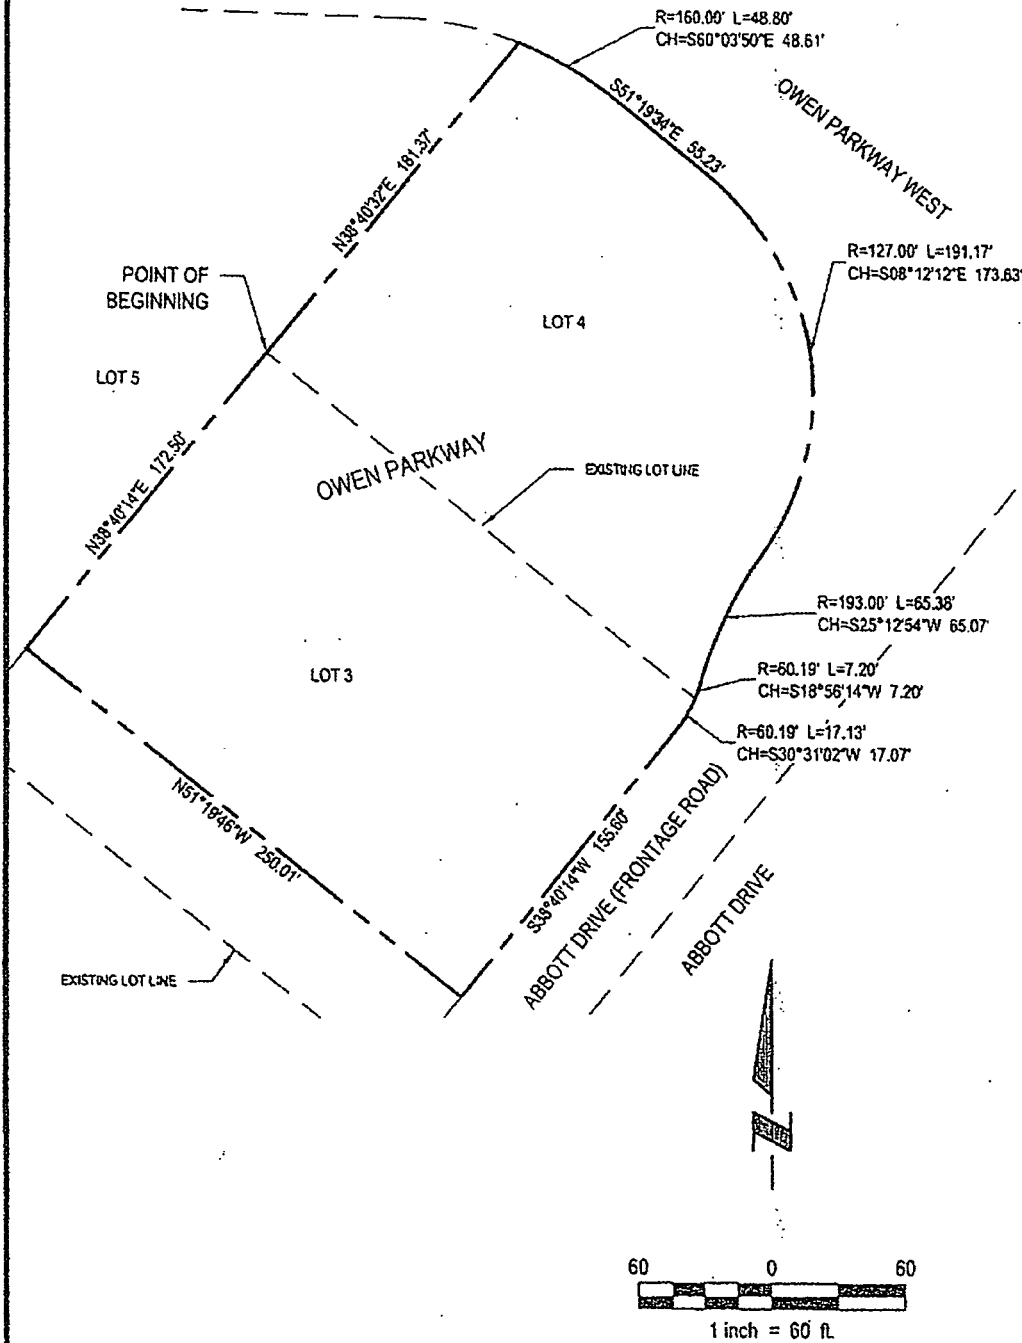 R=160.00' L=48.80'
CH=S60°03'50"E 48.61'
S51°19'34"E 55.23'
OWEN PARKWAY WEST
N38°40'32"E 181.37'
R=127.00' L=191.17'
CH=S08°12'12"E 173.63'
POINT OF
BEGINNING
LOT 4
LOT 5
N38°40'14"E 172.50'
OWEN PARKWAY
EXISTING LOT LINE
R=193.00' L=65.38'
CH=S25°12'54"W 65.07'
LOT 3
R=60.19' L=7.20'
CH=S18°56'14"W 7.20'
R=60.19' L=17.13'
CH=S30°31'02"W 17.07'
N51°19'46"W 250.01'
S38°40'14"W 155.60'
ABBOTT DRIVE (FRONTAGE ROAD)
ABBOTT DRIVE
EXISTING LOT LINE
N
60 0 60
1 inch = 60 ft.